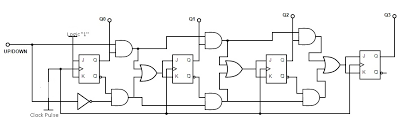 Q0
Q1
Q2
Q3
Logic "1"
UP/DOWN
J Q
K Q
J Q
K Q
J Q
K Q
J Q
K Q
Clock Pulse